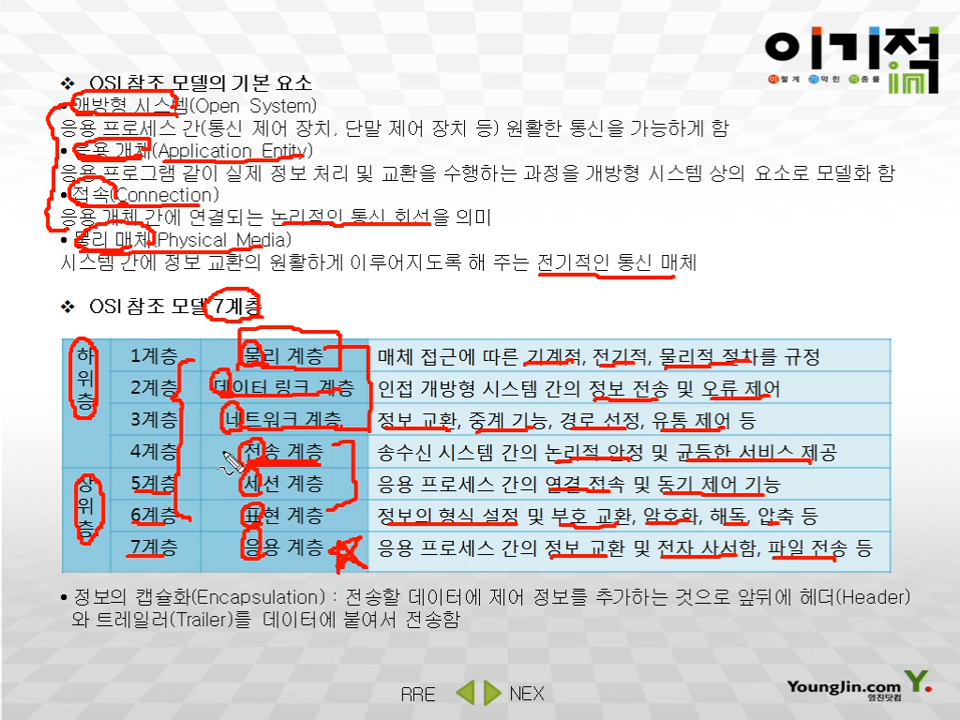 이기적in
이렇게 기막힌 적중률
❖ OSI 참조 모델의 기본 요소
• 개방형 시스템(Open System)
응용 프로세스 간(통신 제어 장치, 단말 제어 장치 등) 원활한 통신을 가능하게 함
• 응용 개체(Application Entity)
응용 프로그램 같이 실제 정보 처리 및 교환을 수행하는 과정을 개방형 시스템 상의 요소로 모델화 함
• 접속(Connection)
응용 개체 간에 연결되는 논리적인 통신 회선을 의미
• 물리 매체(Physical Media)
시스템 간에 정보 교환의 원활하게 이루어지도록 해 주는 전기적인 통신 매체
❖ OSI 참조 모델 7계층
하위층
1계층 물리 계층 매체 접근에 따른 기계적, 전기적, 물리적 절차를 규정
2계층 데이터 링크 계층 인접 개방형 시스템 간의 정보 전송 및 오류 제어
3계층 네트워크 계층 정보 교환, 중계 기능, 경로 선정, 유통 제어 등
4계층 전송 계층 송수신 시스템 간의 논리적 안정 및 균등한 서비스 제공
상위층
5계층 세션 계층 응용 프로세스 간의 연결 접속 및 동기 제어 기능
6계층 표현 계층 정보의 형식 설정 및 부호 교환, 암호화, 해독, 압축 등
7계층 응용 계층 응용 프로세스 간의 정보 교환 및 전자 사서함, 파일 전송 등
• 정보의 캡슐화(Encapsulation) : 전송할 데이터에 제어 정보를 추가하는 것으로 앞뒤에 헤더(Header)
와 트레일러(Trailer)를 데이터에 붙여서 전송함
PRE NEX
YoungJin.com Y.
영진닷컴